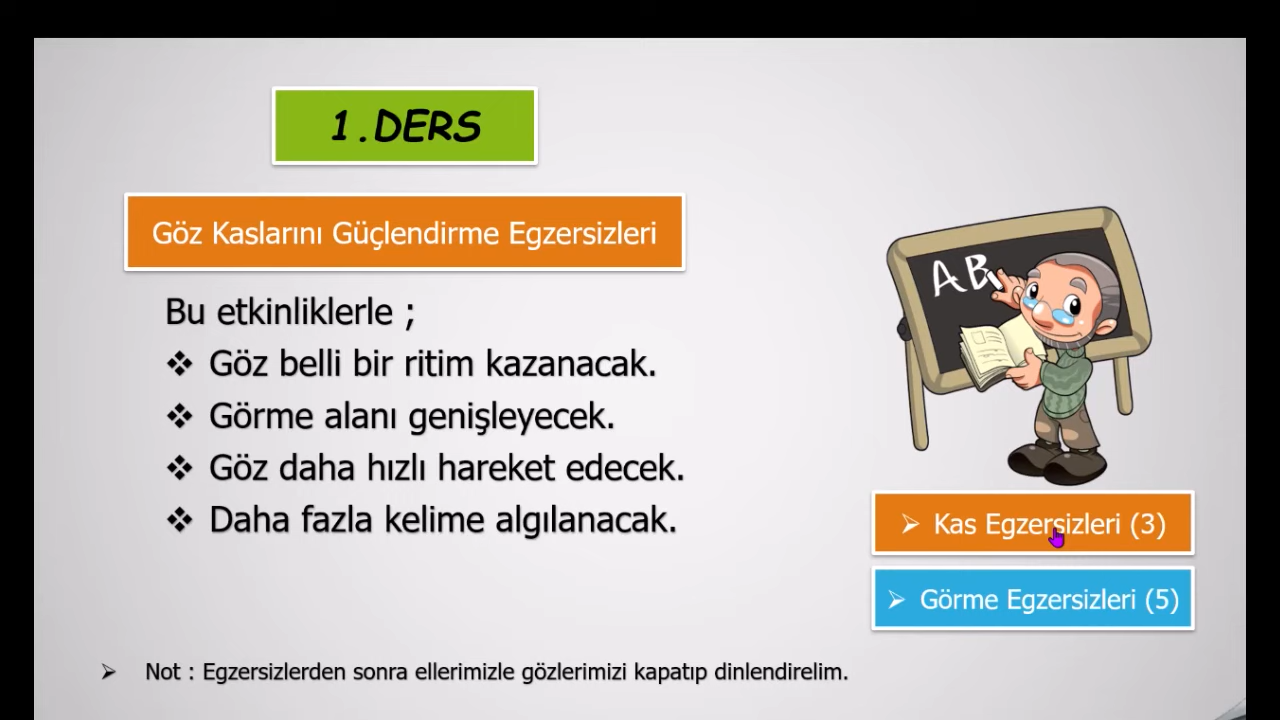 1.DERS
Göz Kaslarını Güçlendirme Egzersizleri
Bu etkinliklerle ;
❖ Göz belli bir ritim kazanacak.
❖ Görme alanı genişleyecek.
❖ Göz daha hızlı hareket edecek.
❖ Daha fazla kelime algılanacak.
AB
➢ Kas Egzersizleri (3)
➢ Görme Egzersizleri (5)
➢ Not : Egzersizlerden sonra ellerimizle gözlerimizi kapatıp dinlendirelim.